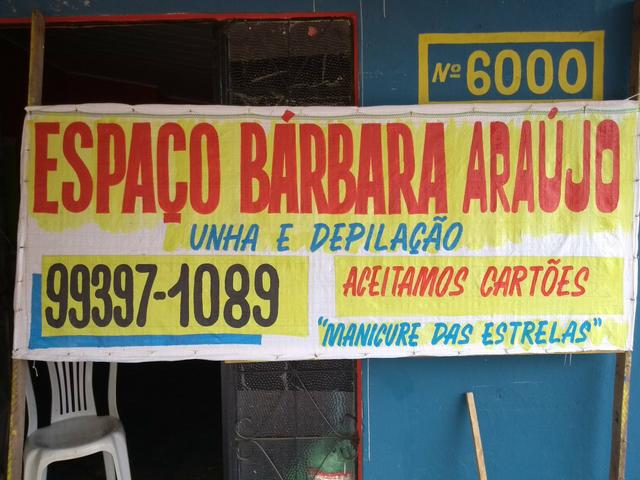 Nº 6000
ESPAÇO BÁRBARA ARAÚJO
UNHA E DEPILAÇÃO
99397-1089
ACEITAMOS CARTÕES
"MANICURE DAS ESTRELAS"